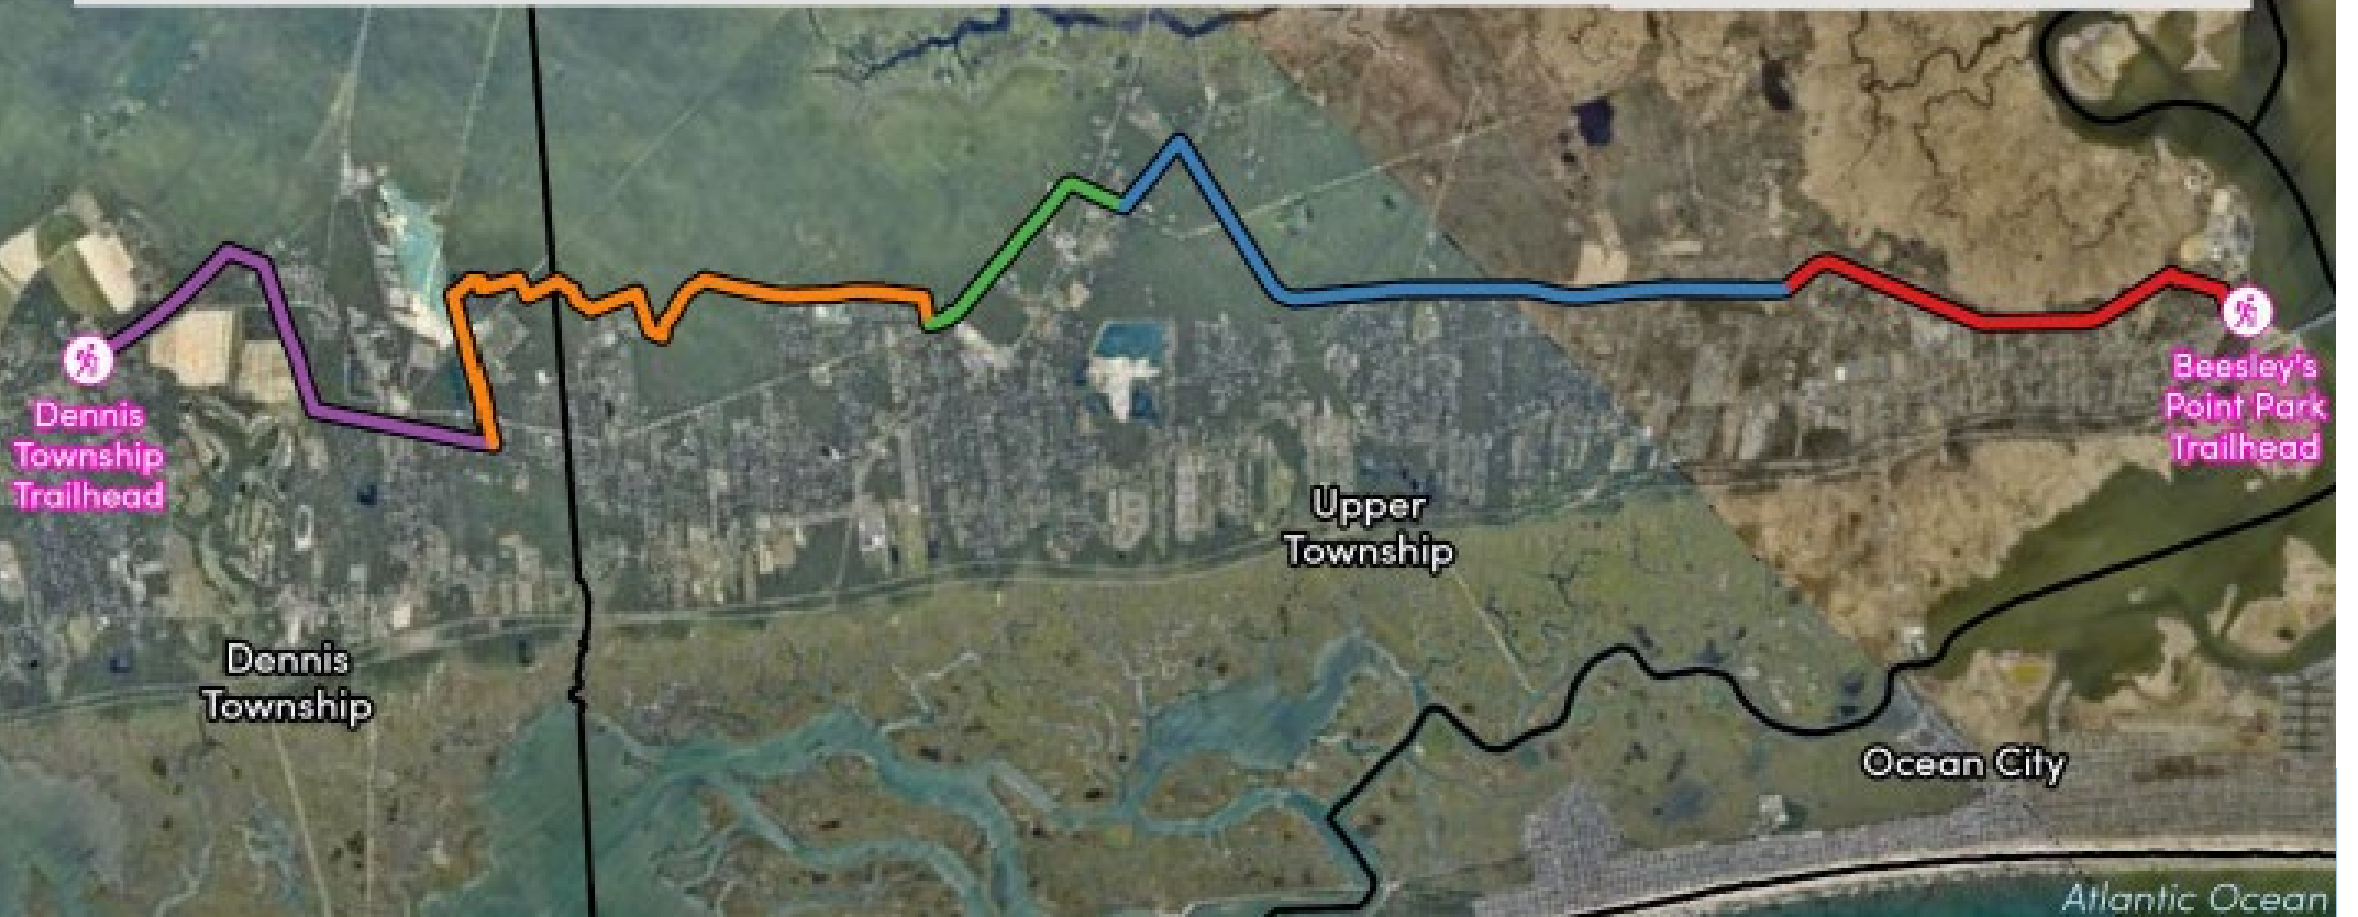 Dennis
Township
Trailhead
Beesley's
Point Park
Trailhead
Upper
Township
Dennis
Township
Ocean City
Atlantic Ocean